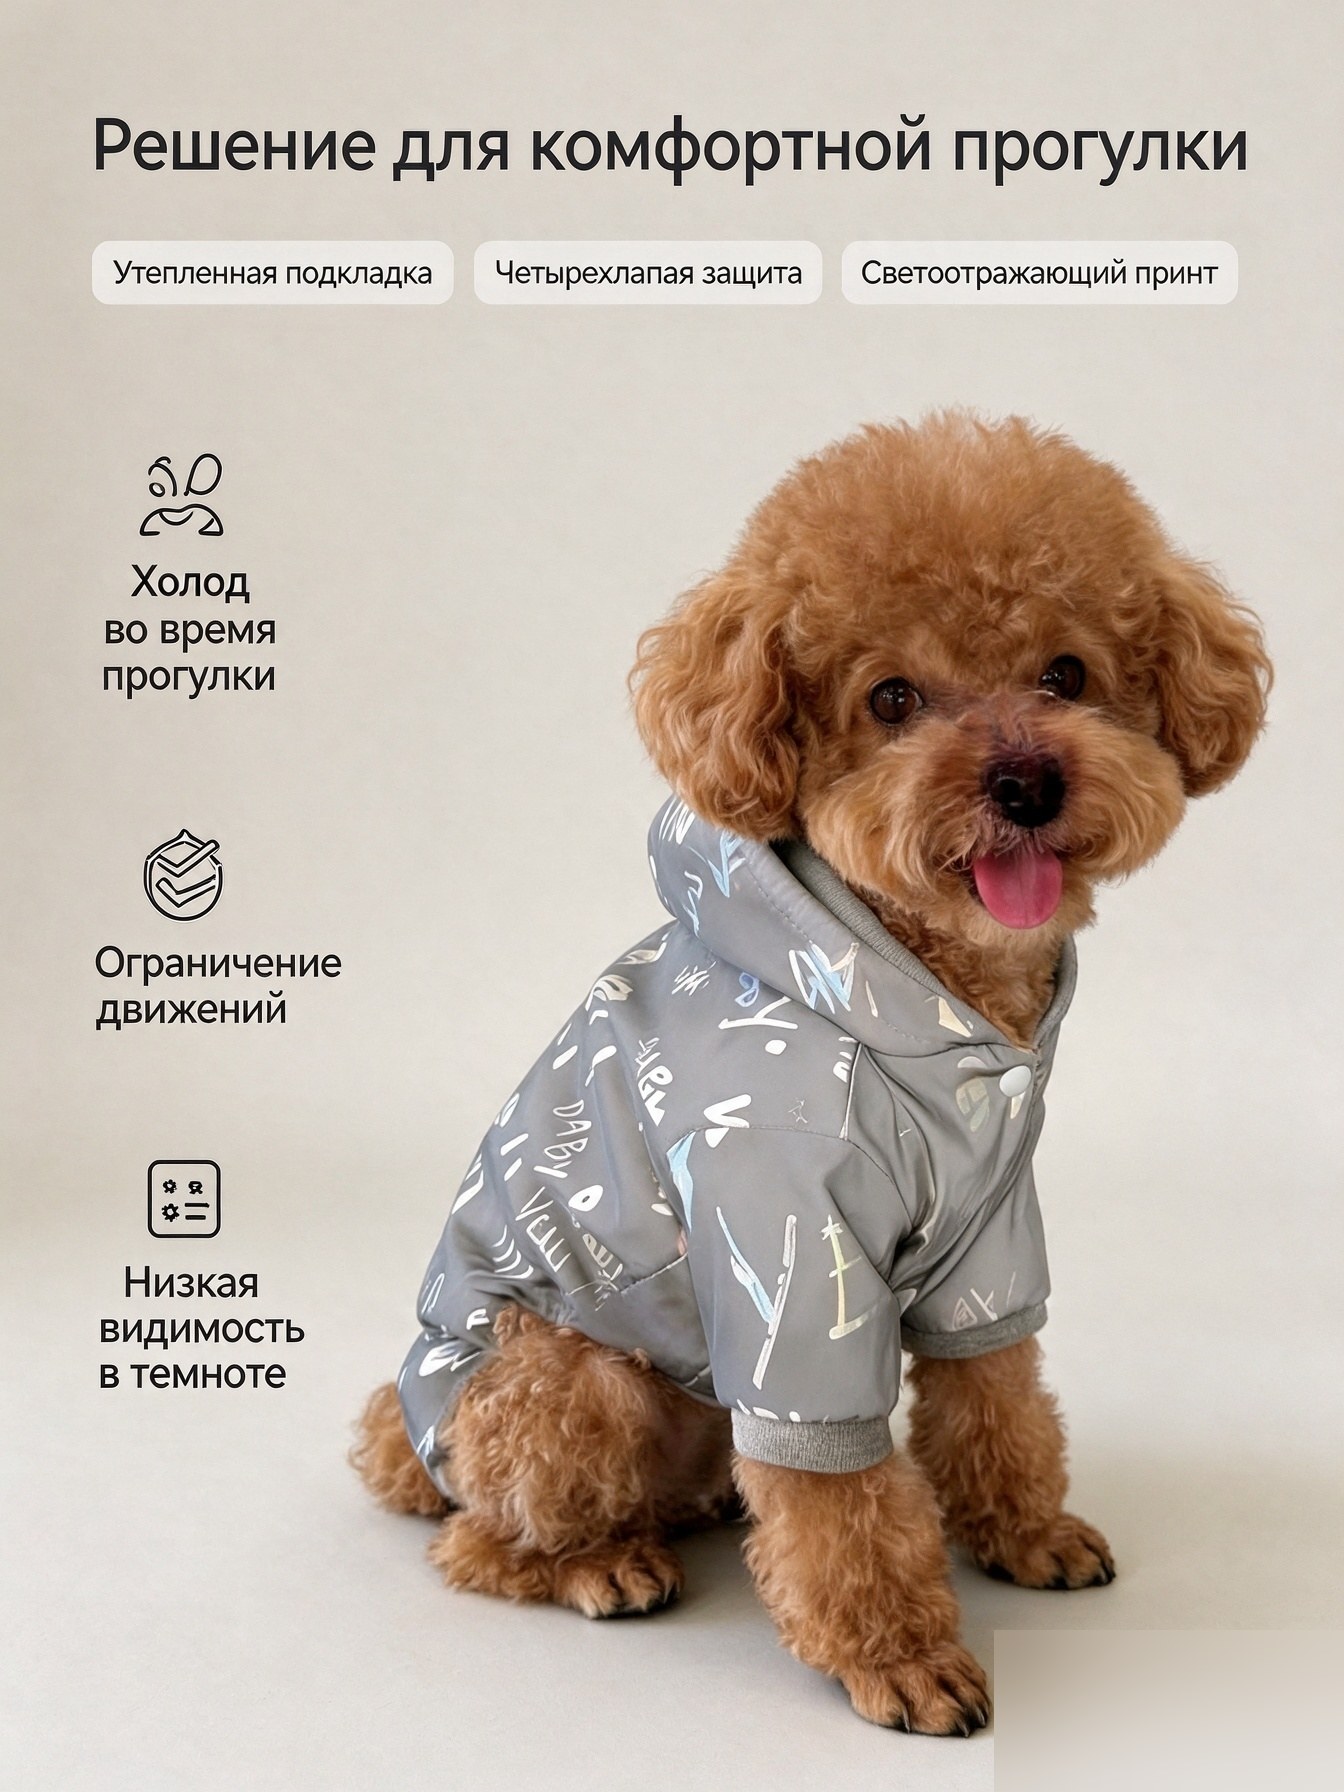 Решение для комфортной прогулки
Утепленная подкладка
Четырехлапая защита
Светоотражающий принт
Холод
во время
прогулки
Ограничение
движений
Низкая
видимость
в темноте
DABy